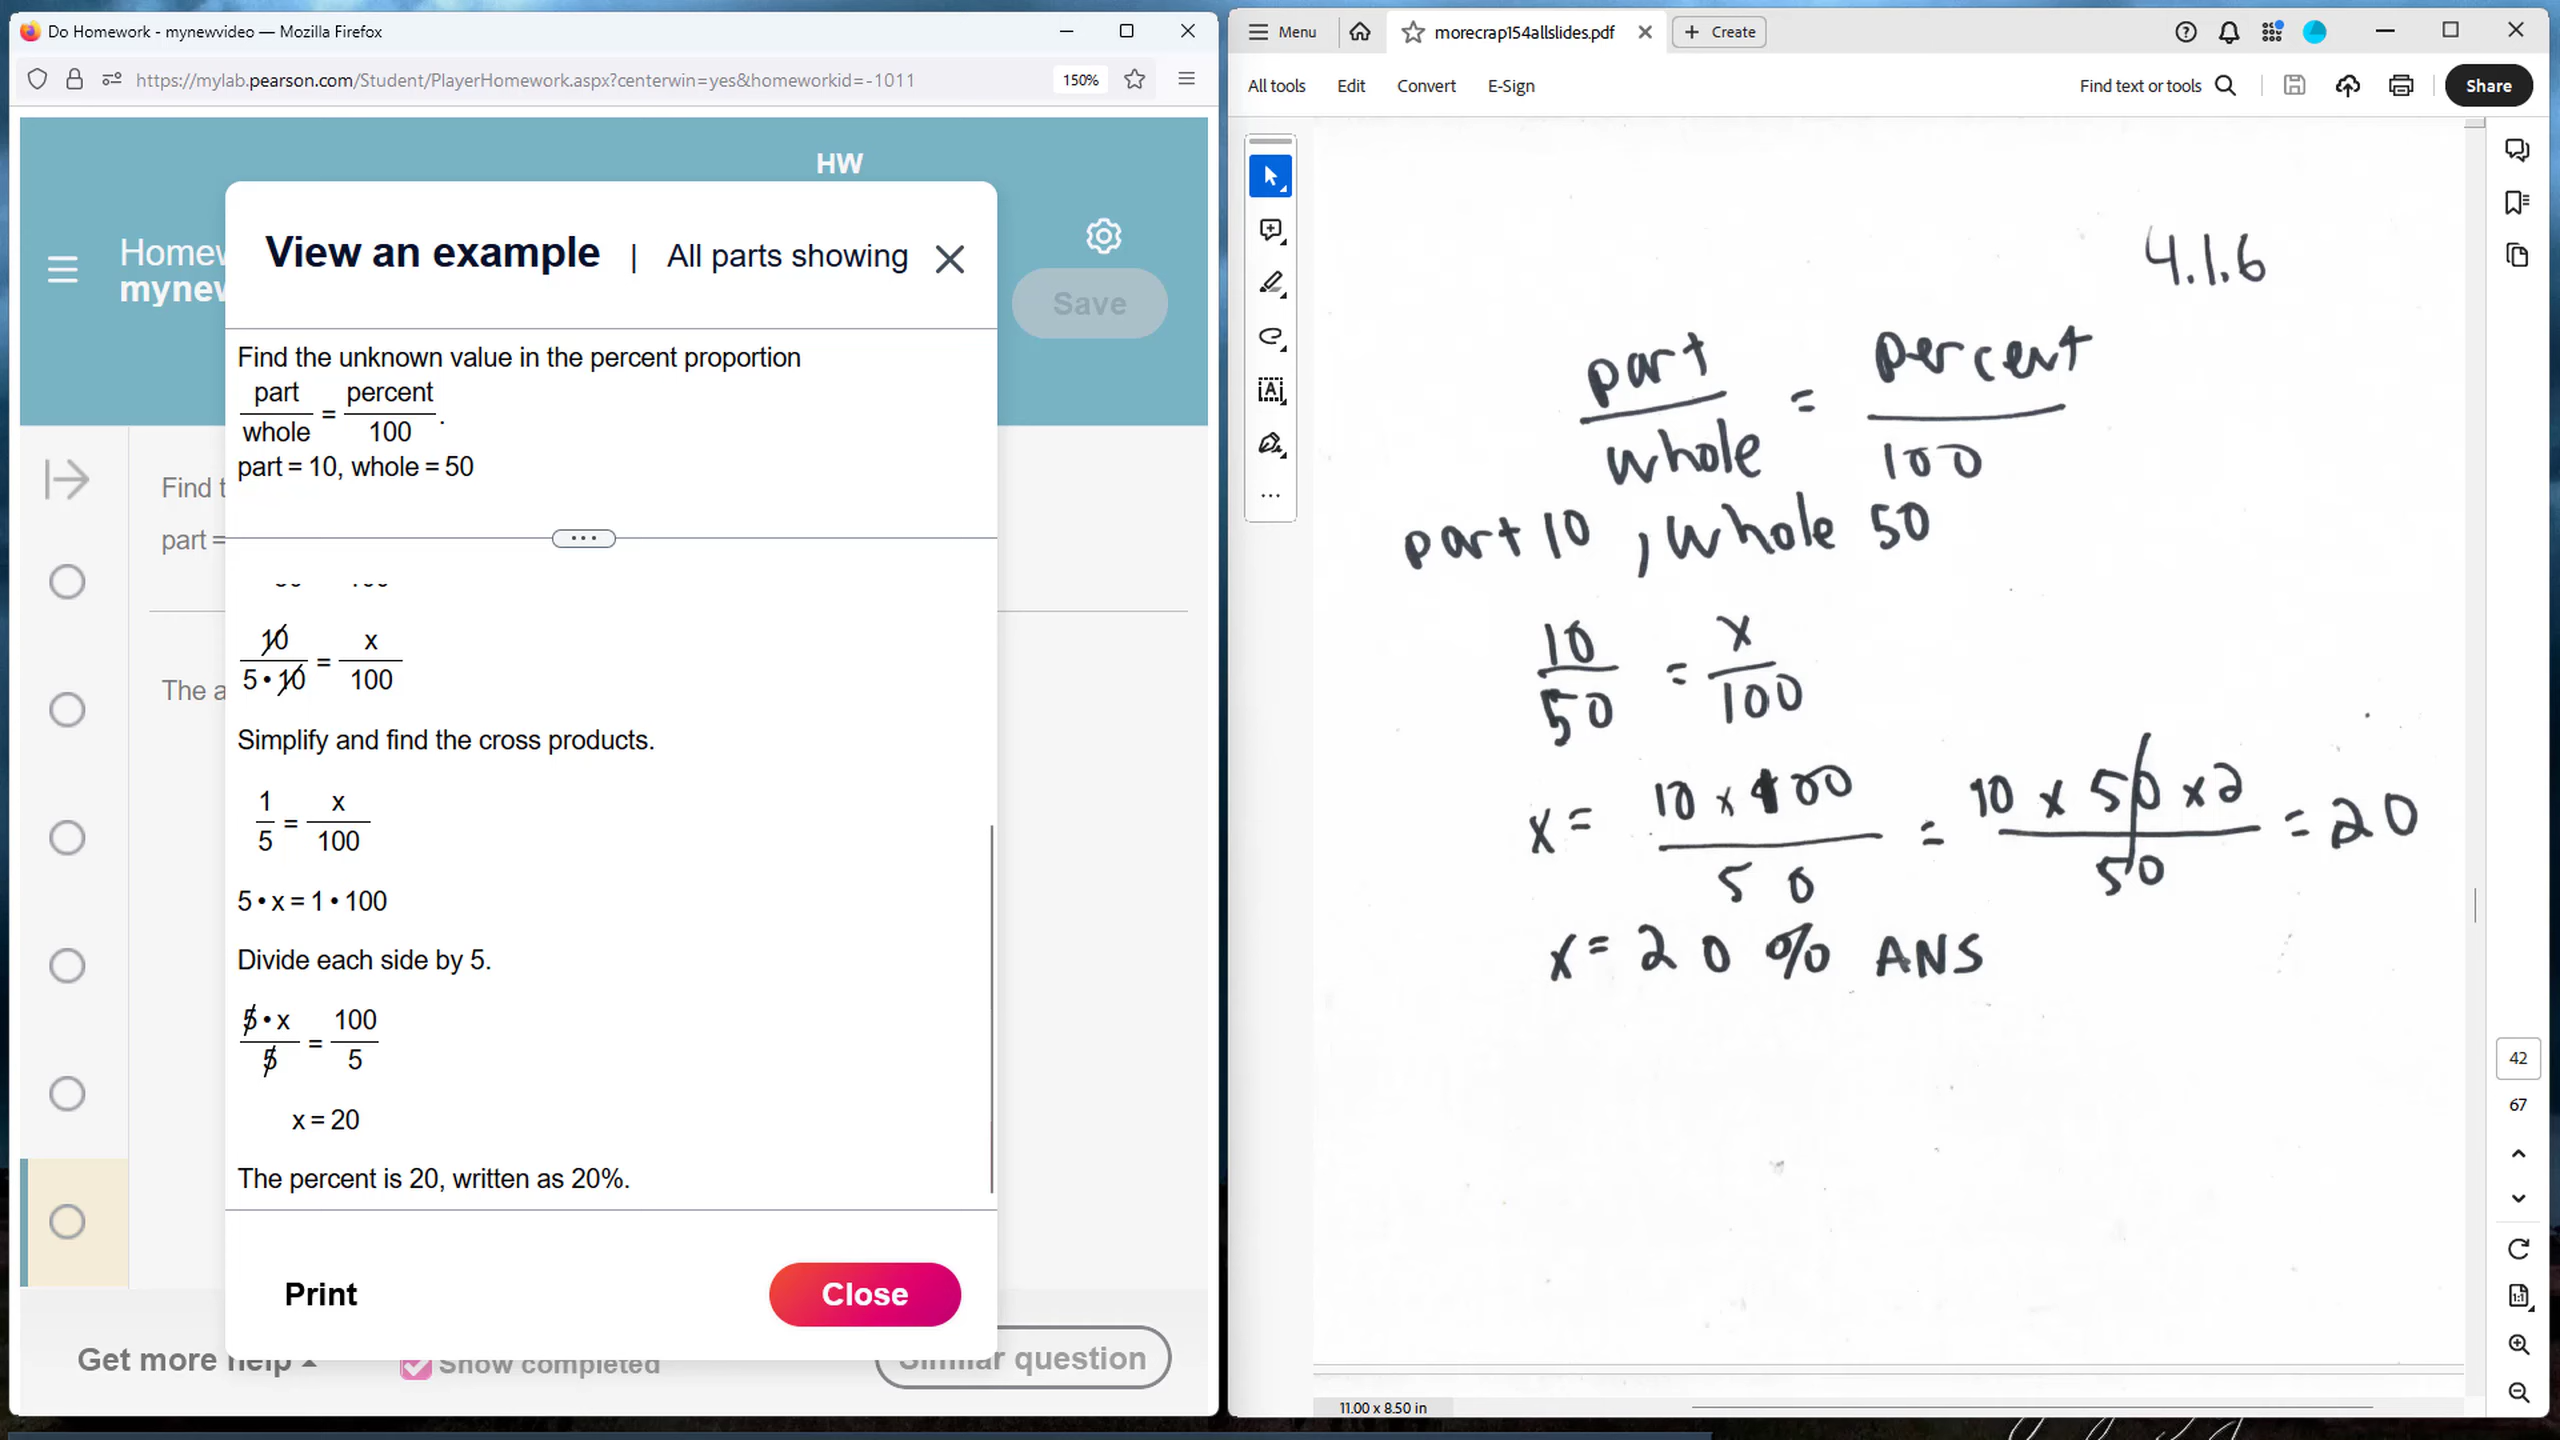 Do Homework - mynewvideo — Mozilla Firefox
https://mylab.pearson.com/Student/PlayerHomework.aspx?centerwin=yes&homeworkid=-1011
150%
HW
Homew
mynew
Save
View an example | All parts showing
Find the unknown value in the percent proportion
part/whole = percent/100.
part = 10, whole = 50
Find t
part =
The a
10/5 • 10 = x/100
Simplify and find the cross products.
1/5 = x/100
5 • x = 1 • 100
Divide each side by 5.
5 • x/5 = 100/5
x = 20
The percent is 20, written as 20%.
Print
Close
Get more help
Show completed
Similar question
Menu
morecrap154allslides.pdf
+ Create
All tools
Edit
Convert
E-Sign
Find text or tools
Share
4.1.6
part/whole = percent/100
part 10, whole 50
10/50 = x/100
x = 10 x 100/50 = 10 x 50 x 2/50 = 20
x = 20 % ANS
42
67
11.00 x 8.50 in